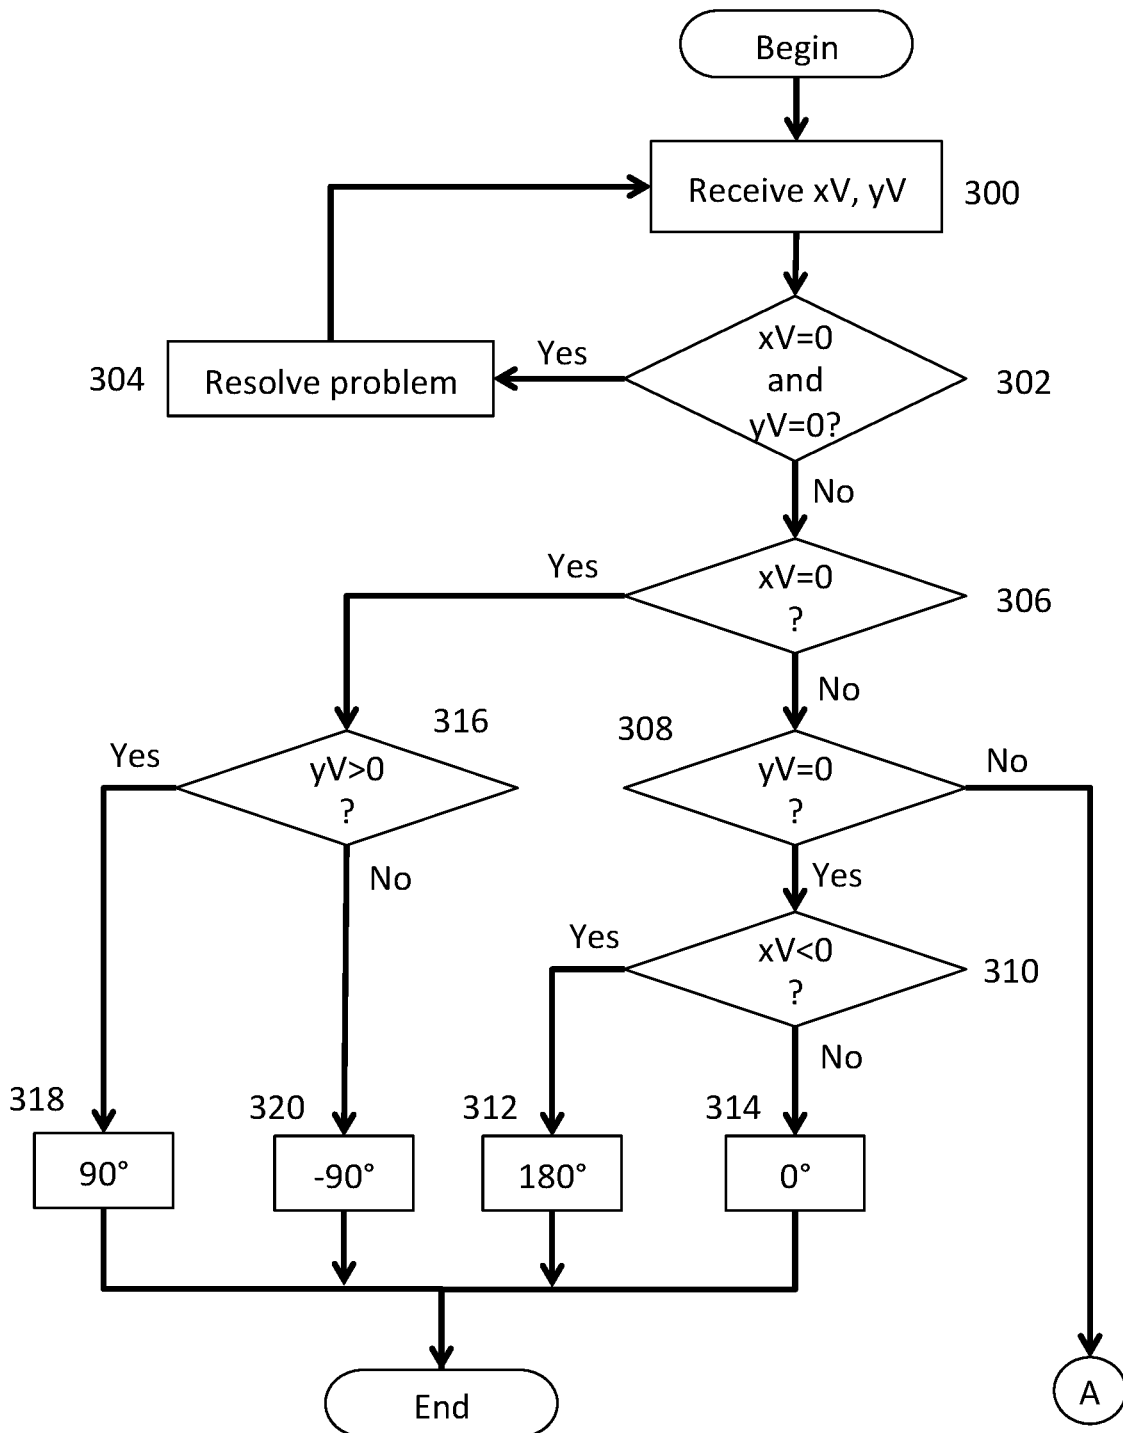 Begin
Receive xV, yV
300
xV=0
and
yV=0?
302
Yes
304
Resolve problem
No
xV=0
?
306
Yes
No
316
308
yV>0
?
Yes
No
yV=0
?
No
Yes
xV<0
?
310
Yes
No
318
320
312
314
90°
-90°
180°
0°
End
A